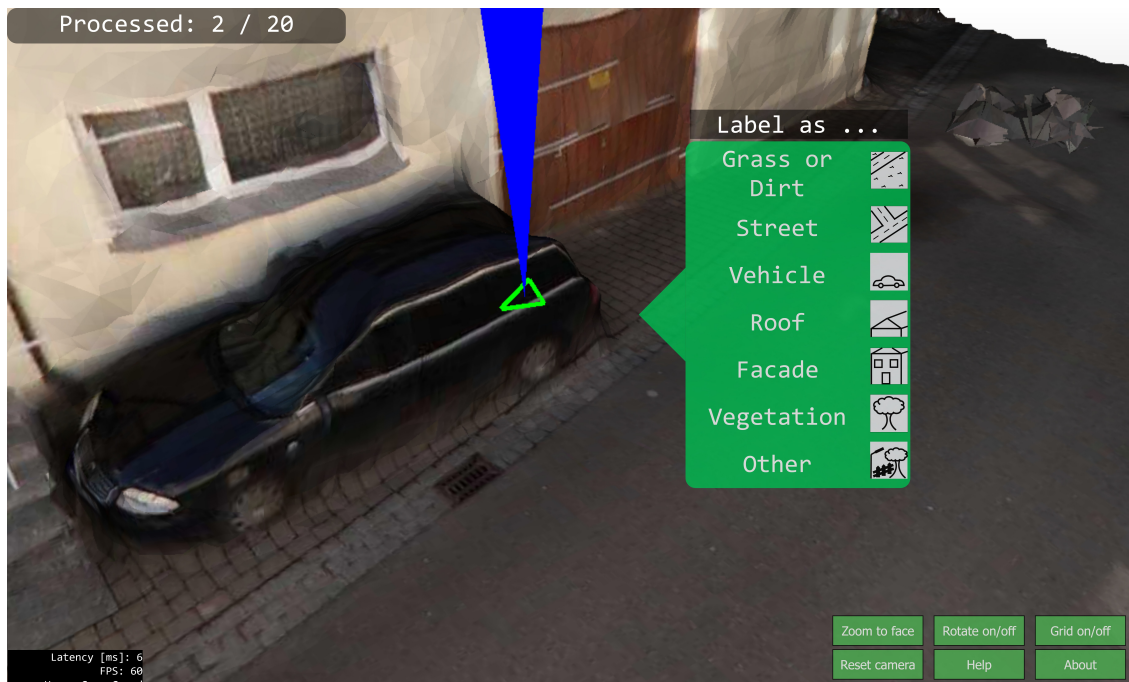 Processed: 2 / 20
Label as ...
Grass or
Dirt
Street
Vehicle
Roof
Facade
Vegetation
Other
Zoom to face
Rotate on/off
Grid on/off
Reset camera
Help
About
Latency [ms]: 6
FPS: 60